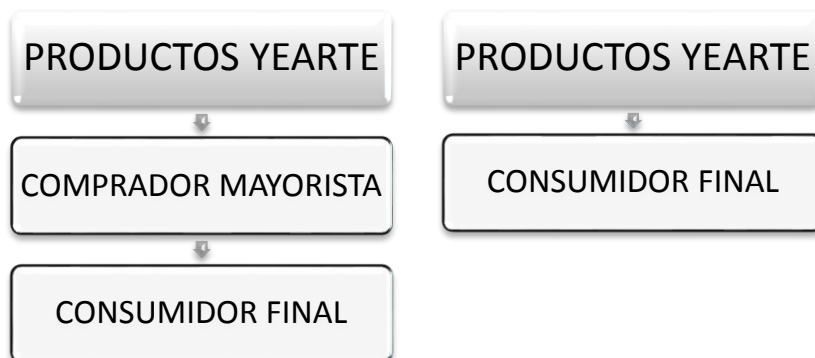 PRODUCTOS YEARTE
COMPRADOR MAYORISTA
CONSUMIDOR FINAL
PRODUCTOS YEARTE
CONSUMIDOR FINAL